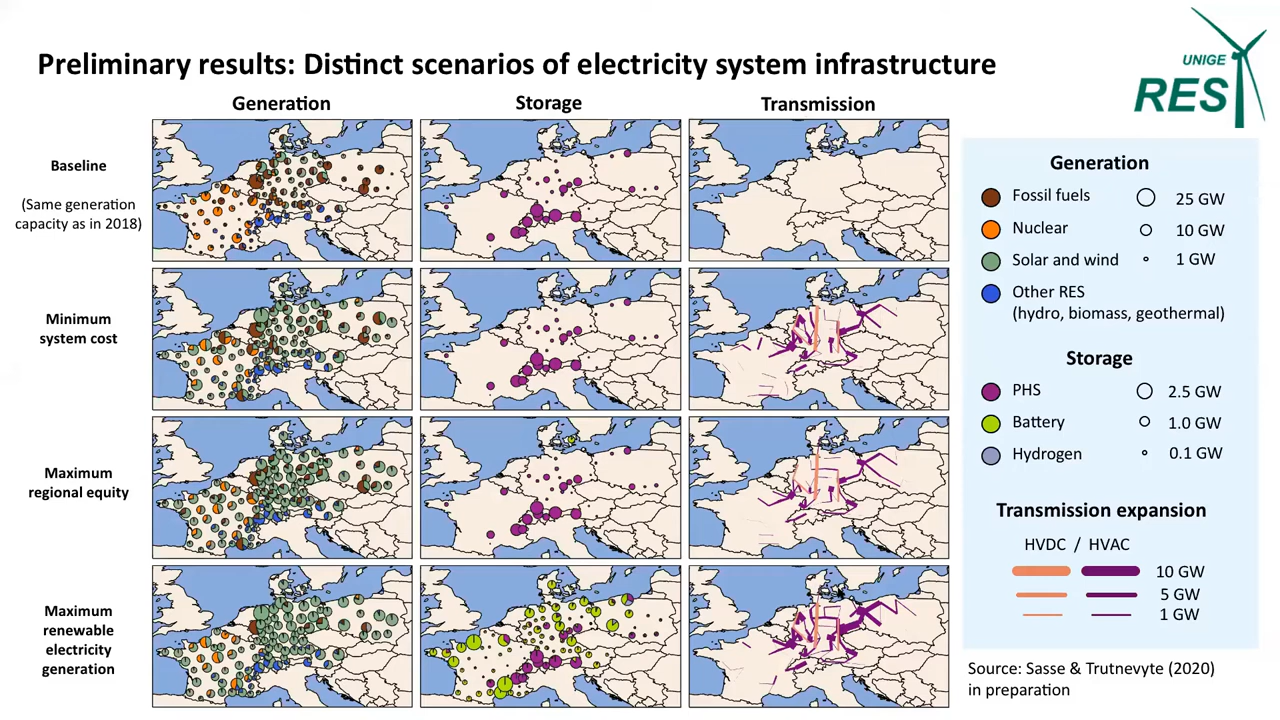 Preliminary results: Distinct scenarios of electricity system infrastructure
UNIGE
RES
Generation
Storage
Transmission
Baseline
(Same generation
capacity as in 2018)
Minimum
system cost
Maximum
regional equity
Maximum
renewable
electricity
generation
Generation
Fossil fuels
25 GW
Nuclear
10 GW
Solar and wind
1 GW
Other RES
(hydro, biomass, geothermal)
Storage
PHS
2.5 GW
Battery
1.0 GW
Hydrogen
0.1 GW
Transmission expansion
HVDC / HVAC
10 GW
5 GW
1 GW
Source: Sasse & Trutnevyte (2020)
in preparation